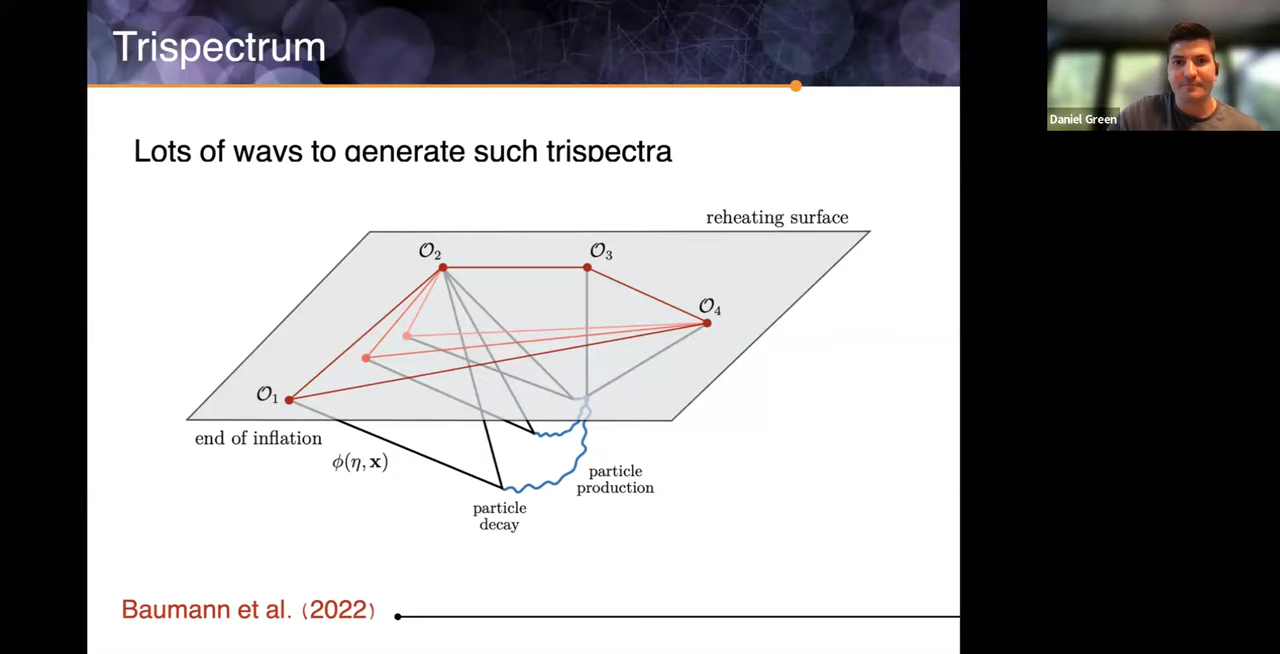 Trispectrum
Daniel Green
Lots of ways to generate such trispectra
reheating surface
𝒪₂
𝒪₃
𝒪₄
𝒪₁
end of inflation
ϕ(η, x)
particle
production
particle
decay
Baumann et al. (2022)